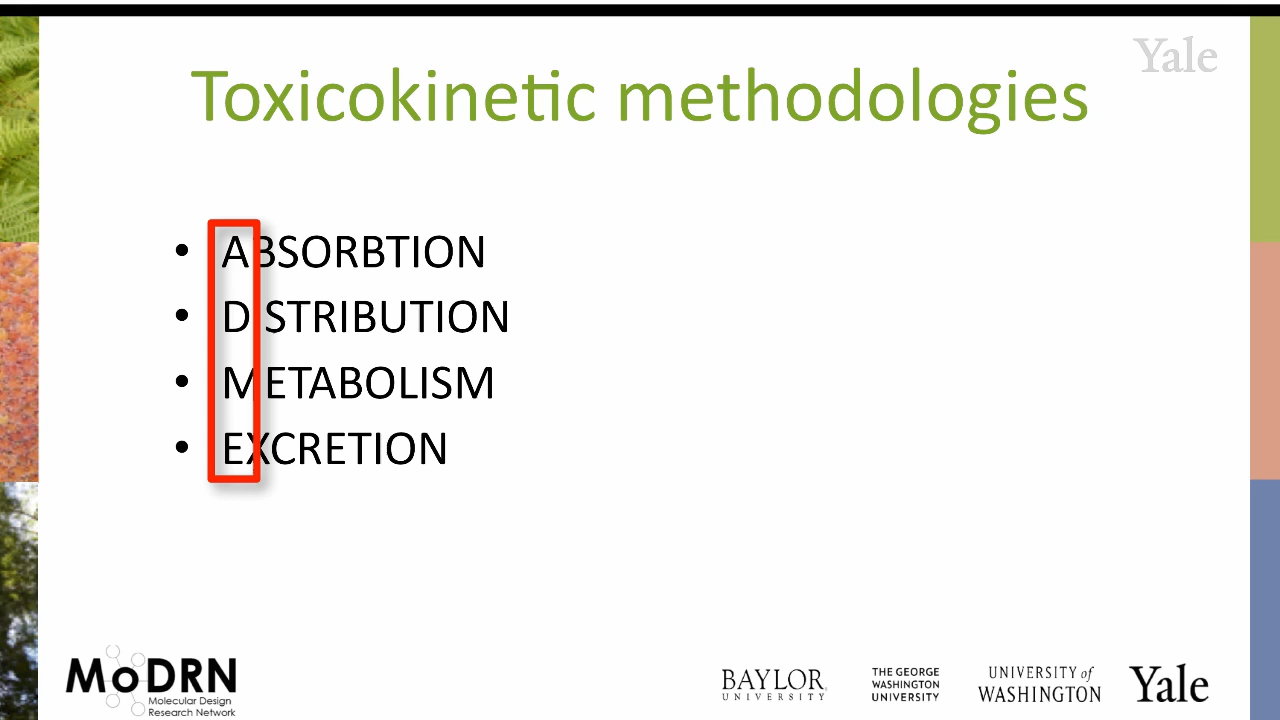 Yale
Toxicokinetic methodologies
• ABSORBTION
• DISTRIBUTION
• METABOLISM
• EXCRETION
MoDRN
Molecular Design
Research Network
BAYLOR
UNIVERSITY
THE GEORGE
WASHINGTON
UNIVERSITY
UNIVERSITY of
WASHINGTON
Yale